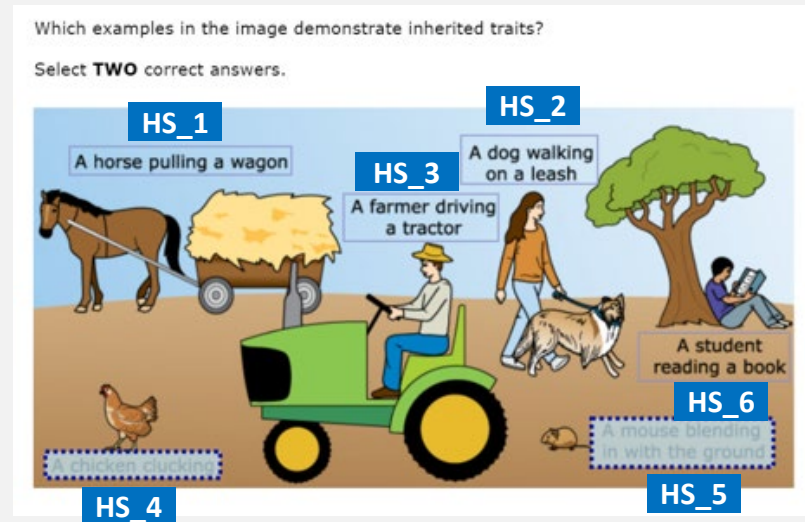 Which examples in the image demonstrate inherited traits?
Select TWO correct answers.
HS_1
A horse pulling a wagon
HS_2
A dog walking
on a leash
HS_3
A farmer driving
a tractor
A student
reading a book
HS_6
A mouse blending
in with the ground
HS_5
A chicken clucking
HS_4